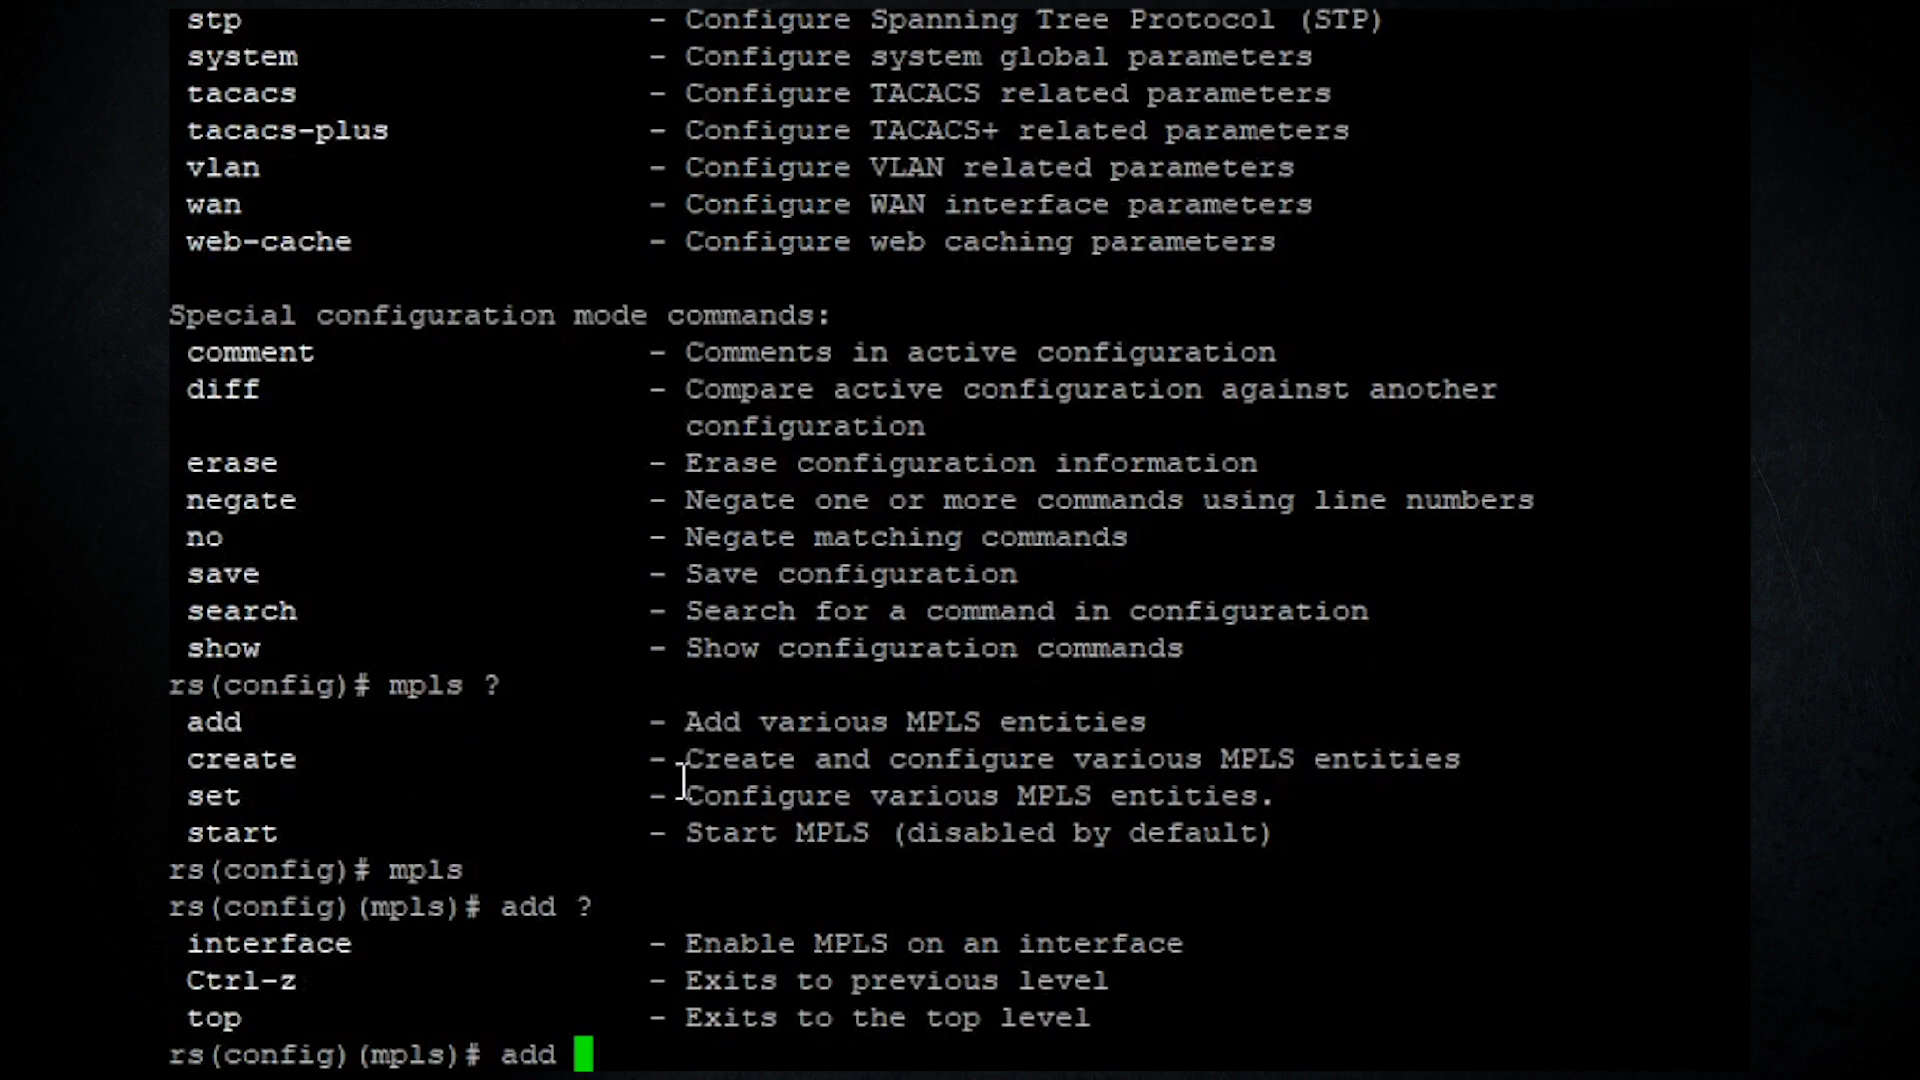 stp - Configure Spanning Tree Protocol (STP)
system - Configure system global parameters
tacacs - Configure TACACS related parameters
tacacs-plus - Configure TACACS+ related parameters
vlan - Configure VLAN related parameters
wan - Configure WAN interface parameters
web-cache - Configure web caching parameters
Special configuration mode commands:
comment - Comments in active configuration
diff - Compare active configuration against another
configuration
erase - Erase configuration information
negate - Negate one or more commands using line numbers
no - Negate matching commands
save - Save configuration
search - Search for a command in configuration
show - Show configuration commands
rs(config)# mpls ?
add - Add various MPLS entities
create - Create and configure various MPLS entities
set - Configure various MPLS entities.
start - Start MPLS (disabled by default)
rs(config)# mpls
rs(config)(mpls)# add ?
interface - Enable MPLS on an interface
Ctrl-z - Exits to previous level
top - Exits to the top level
rs(config)(mpls)# add